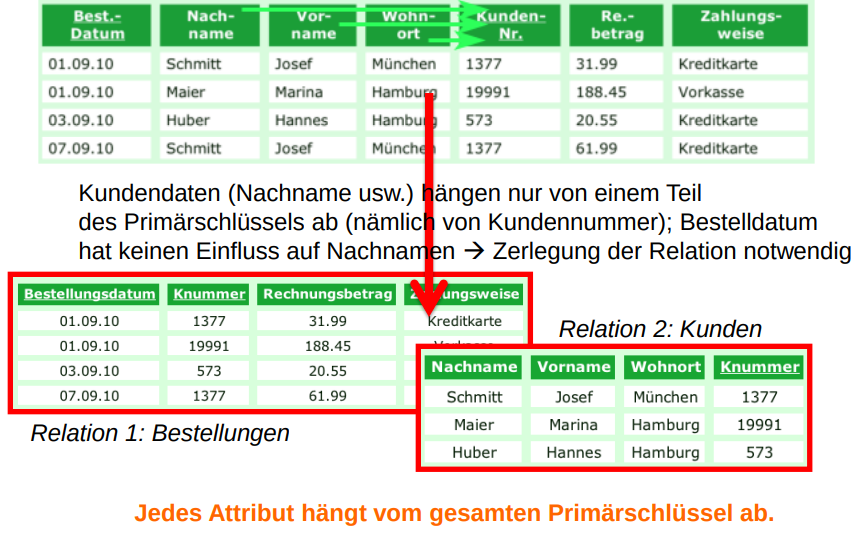 Best.- Nach- Vor- Wohn- Kunden- Re.- Zahlungs-
Datum name name ort Nr. betrag weise
01.09.10 Schmitt Josef München 1377 31.99 Kreditkarte
01.09.10 Maier Marina Hamburg 19991 188.45 Vorkasse
03.09.10 Huber Hannes Hamburg 573 20.55 Kreditkarte
07.09.10 Schmitt Josef München 1377 61.99 Kreditkarte
Kundendaten (Nachname usw.) hängen nur von einem Teil
des Primärschlüssels ab (nämlich von Kundennummer); Bestelldatum
hat keinen Einfluss auf Nachnamen → Zerlegung der Relation notwendig
Bestellungsdatum Knummer Rechnungsbetrag Zahlungsweise
01.09.10 1377 31.99 Kreditkarte
01.09.10 19991 188.45
03.09.10 573 20.55
07.09.10 1377 61.99
Relation 1: Bestellungen
Relation 2: Kunden
Nachname Vorname Wohnort Knummer
Schmitt Josef München 1377
Maier Marina Hamburg 19991
Huber Hannes Hamburg 573
Jedes Attribut hängt vom gesamten Primärschlüssel ab.